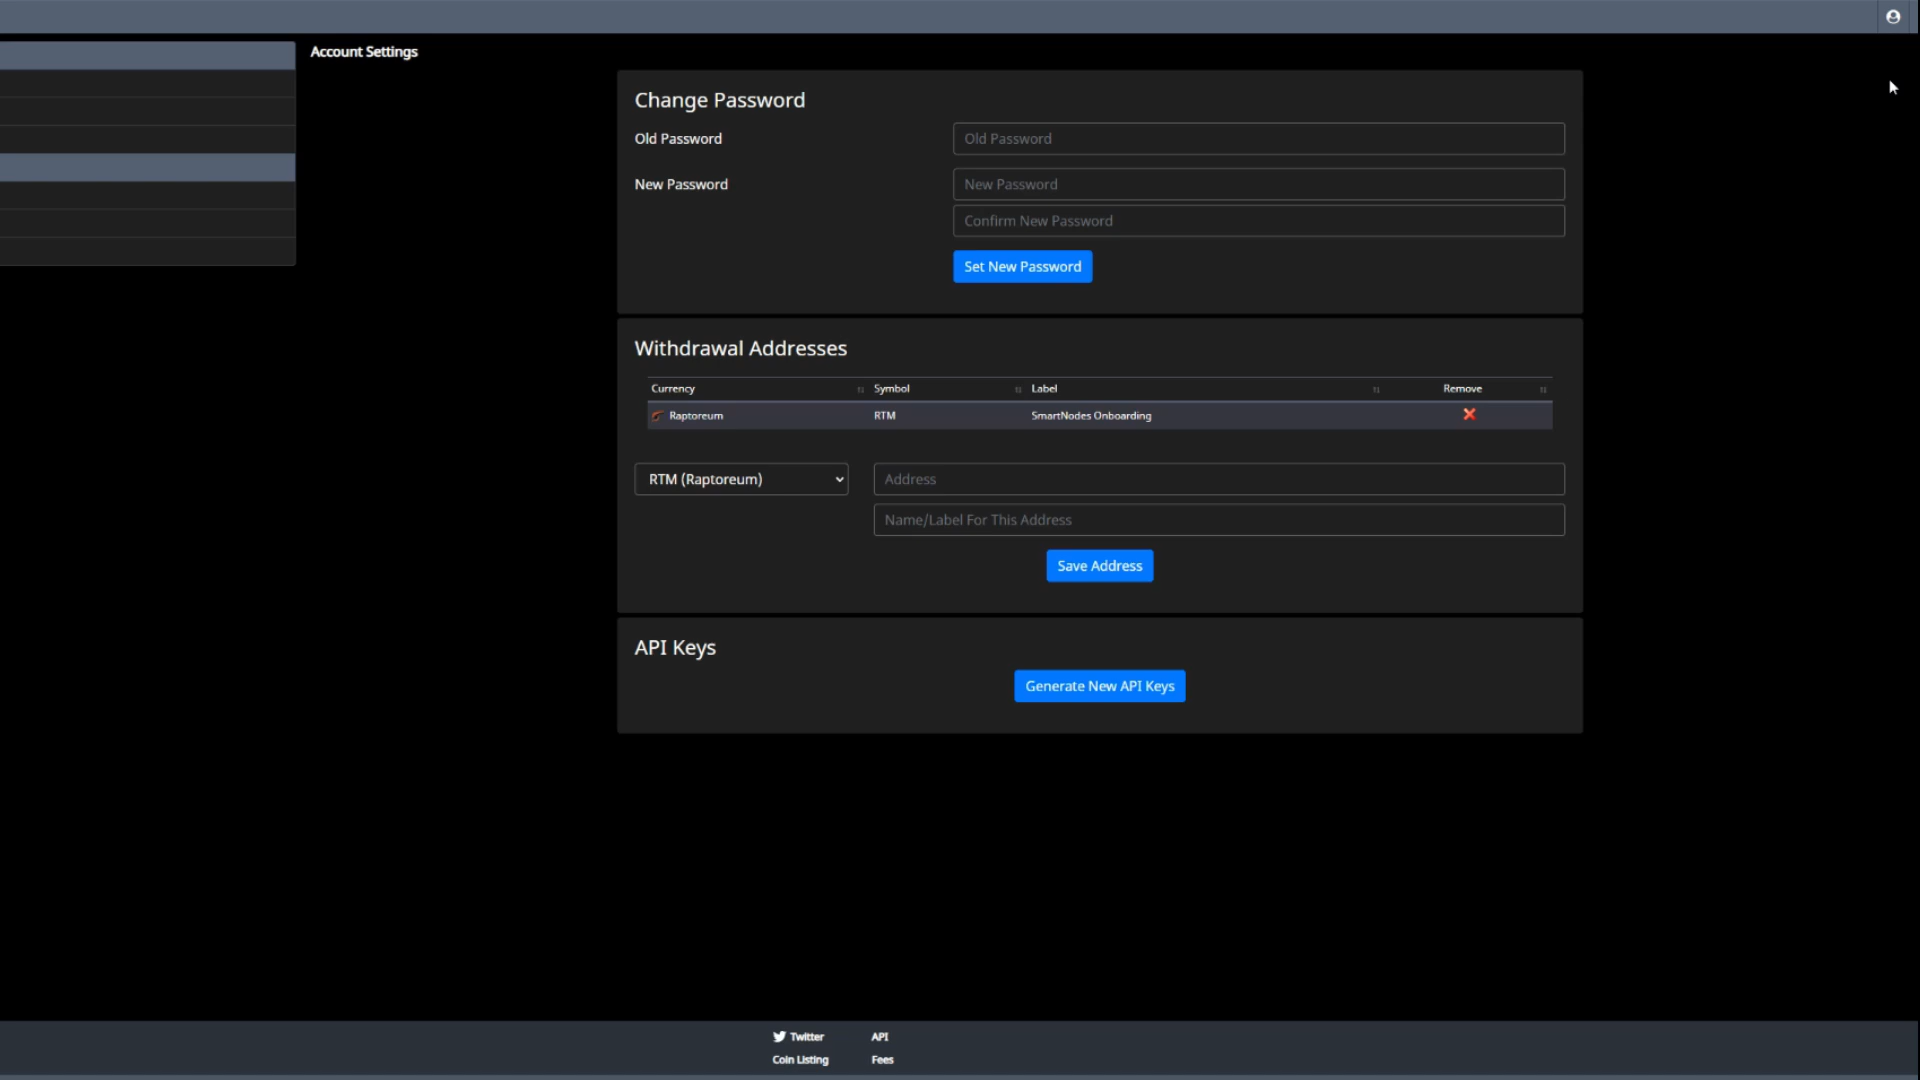 Account Settings
Change Password
Old Password
Old Password
New Password
New Password
Confirm New Password
Set New Password
Withdrawal Addresses
Currency Symbol Label Remove
Raptoreum RTM SmartNodes Onboarding
RTM (Raptoreum)
Address
Name/Label For This Address
Save Address
API Keys
Generate New API Keys
Twitter API
Coin Listing Fees